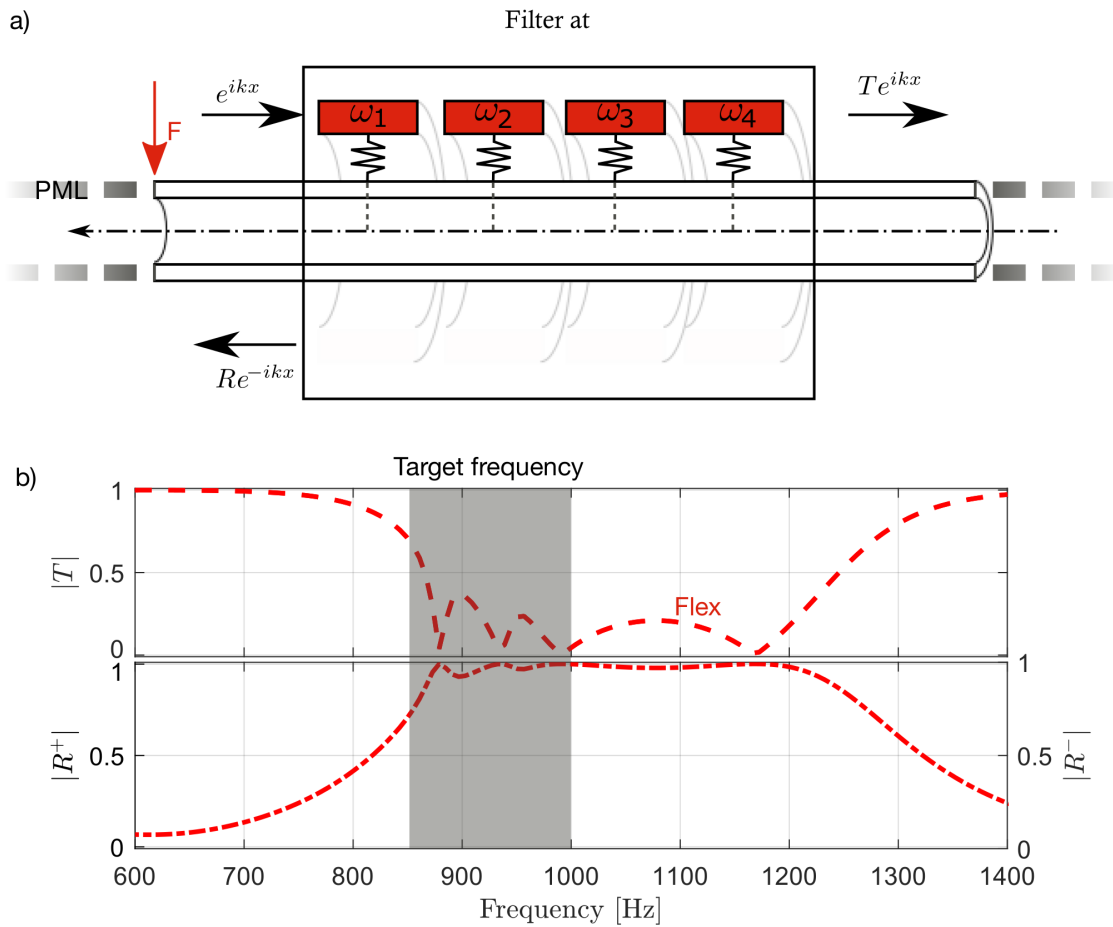 a)
Filter at
e^{ikx}
Te^{ikx}
ω1 ω2 ω3 ω4
F
PML
Re^{-ikx}
b)
Target frequency
1
0.5
0
|T|
Flex
1
0.5
0
|R^+|
1
0.5
0
|R^-|
600 700 800 900 1000 1100 1200 1300 1400
Frequency [Hz]